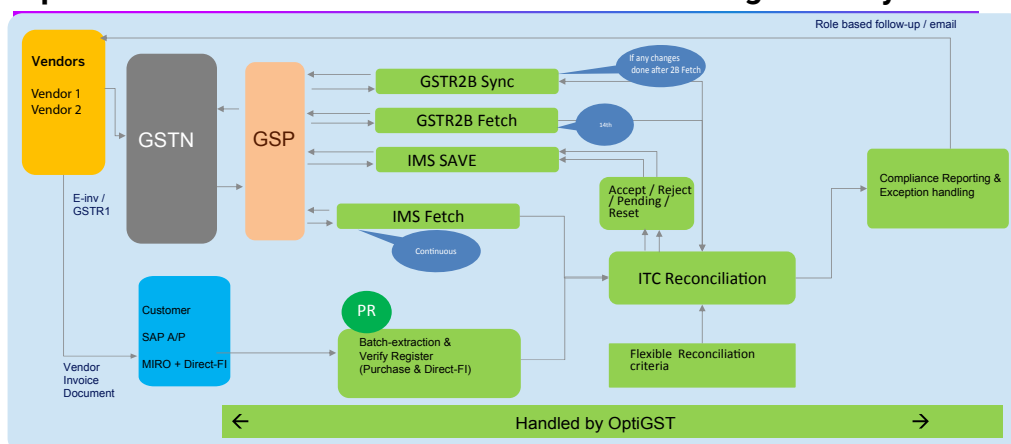 Role based follow-up / email
Vendors
Vendor 1
Vendor 2
GSTN
GSP
GSTR2B Sync
If any changes
done after 2B Fetch
GSTR2B Fetch
14th
IMS SAVE
Accept / Reject
/ Pending /
Reset
Compliance Reporting &
Exception handling
E-inv /
GSTR1
IMS Fetch
Continuous
ITC Reconciliation
Customer
SAP A/P
MIRO + Direct-FI
PR
Batch-extraction &
Verify Register
(Purchase & Direct-FI)
Flexible Reconciliation
criteria
Vendor
Invoice
Document
← Handled by OptiGST →